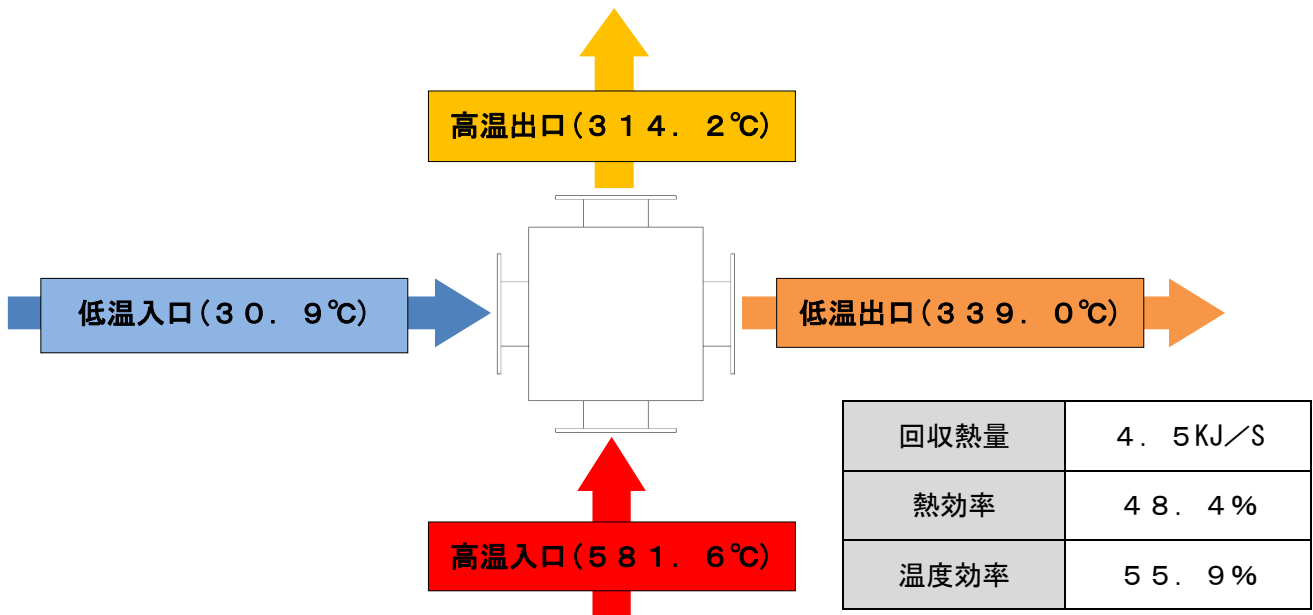 高温出口(314.2℃)
低温入口(30.9℃)
低温出口(339.0℃)
高温入口(581.6℃)
回収熱量 4.5KJ/S
熱効率 48.4%
温度効率 55.9%